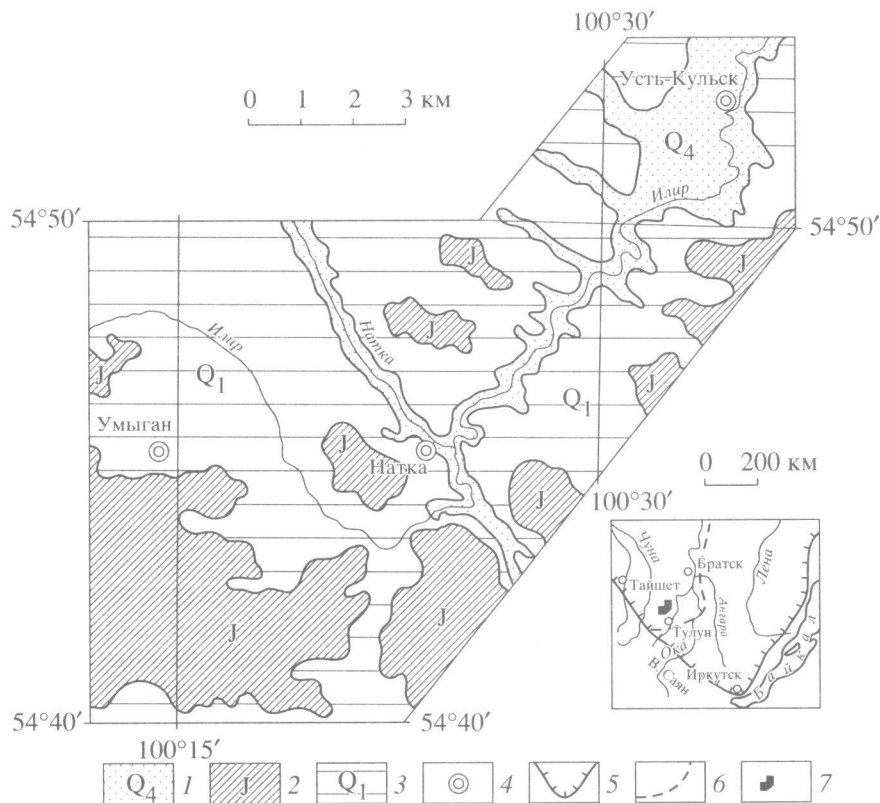 100°30′
Усть-Кульск
0 1 2 3 км
Q4
Илир
54°50′
54°50′
J
J
Илир
Натка
J
J
J
Q1
Q1
Умыган
J
Натка
J
0 200 км
100°30′
Чуна
Братск
Лена
Тайшет
Ангара
Тулун
Ока
В. Саян
Иркутск
Байкал
J
J
54°40′
54°40′
100°15′
Q4 1 J 2 Q1 3 4 5 6 7